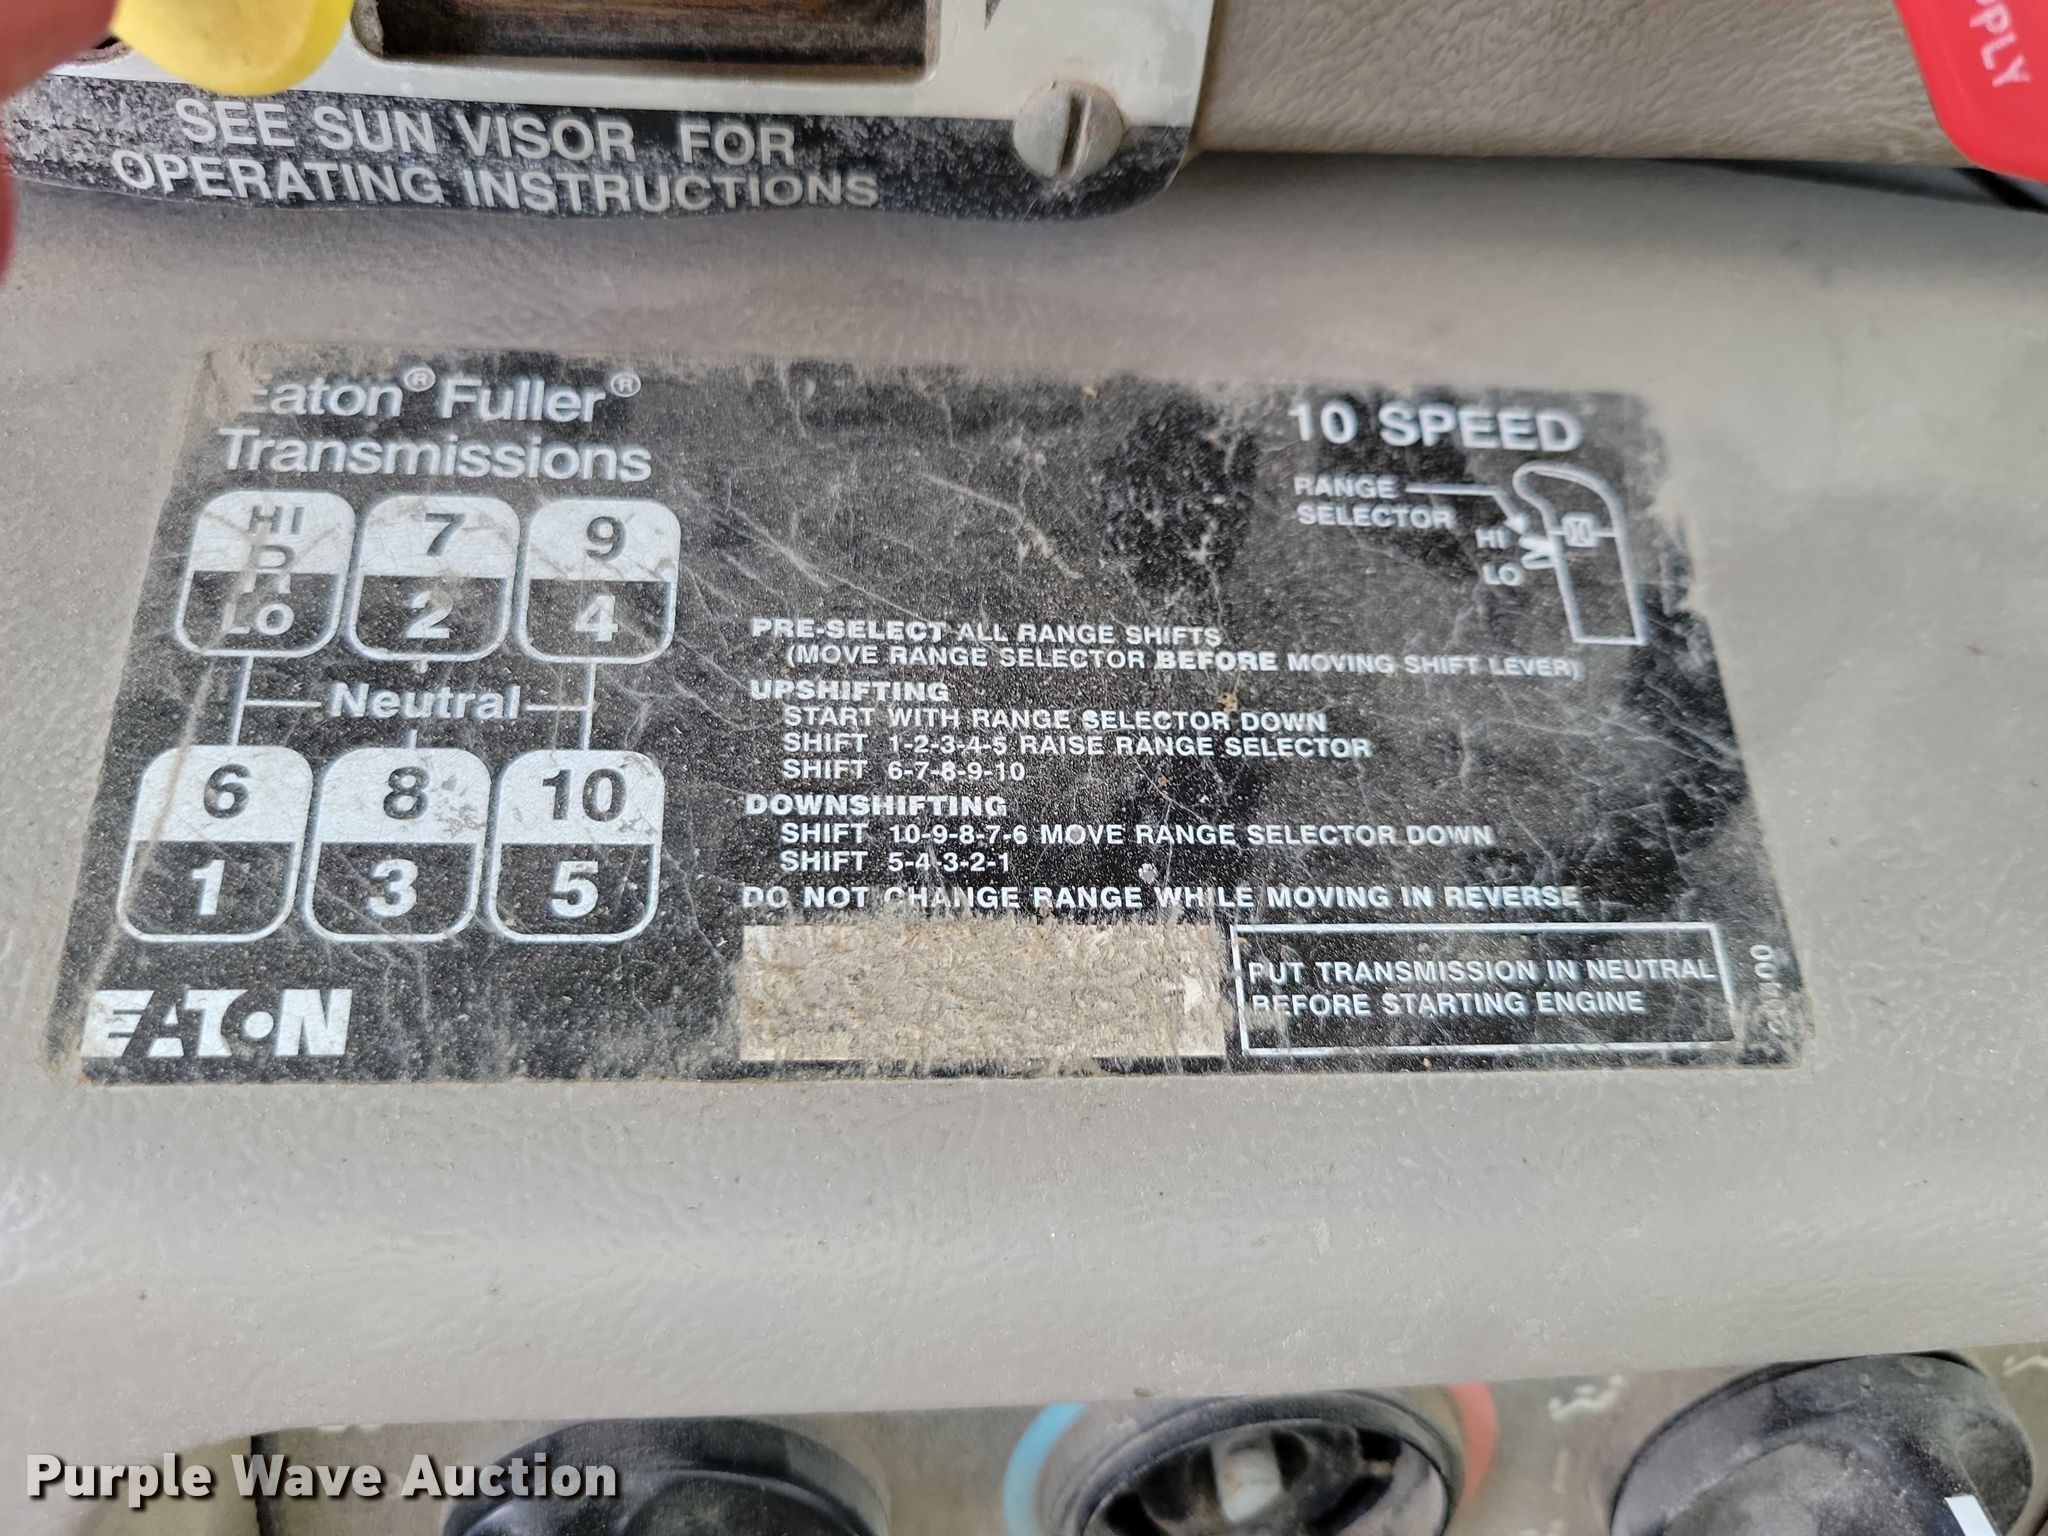 PPLY
SEE SUN VISOR FOR
OPERATING INSTRUCTIONS
Eaton® Fuller®
Transmissions
HI 7 9
R
LO 2 4
Neutral
6 8 10
1 3 5
EATON
10 SPEED
RANGE
SELECTOR
HI
LO
PRE-SELECT ALL RANGE SHIFTS
(MOVE RANGE SELECTOR BEFORE MOVING SHIFT LEVER)
UPSHIFTING
START WITH RANGE SELECTOR DOWN
SHIFT 1-2-3-4-5 RAISE RANGE SELECTOR
SHIFT 6-7-8-9-10
DOWNSHIFTING
SHIFT 10-9-8-7-6 MOVE RANGE SELECTOR DOWN
SHIFT 5-4-3-2-1
DO NOT CHANGE RANGE WHILE MOVING IN REVERSE
PUT TRANSMISSION IN NEUTRAL
BEFORE STARTING ENGINE
Purple Wave Auction